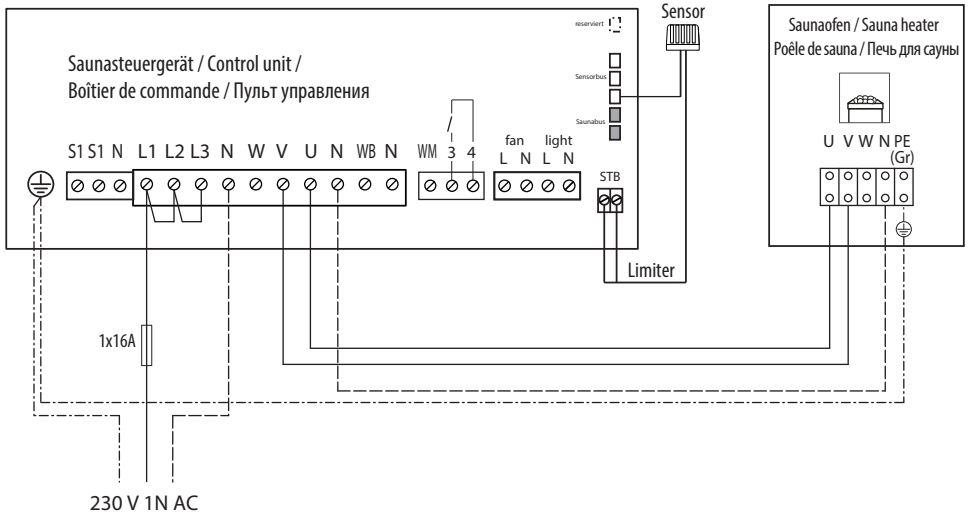 reserviert
Sensor
Saunaofen / Sauna heater
Poêle de sauna / Печь для сауны
Saunasteuergerät / Control unit /
Boîtier de commande / Пульт управления
Sensorbus
Saunabus
fan light
S1 S1 N L1 L2 L3 N W V U N WB N WM 3 4 L N L N
STB
U V W N PE
(Gr)
Limiter
1x16A
230 V 1N AC